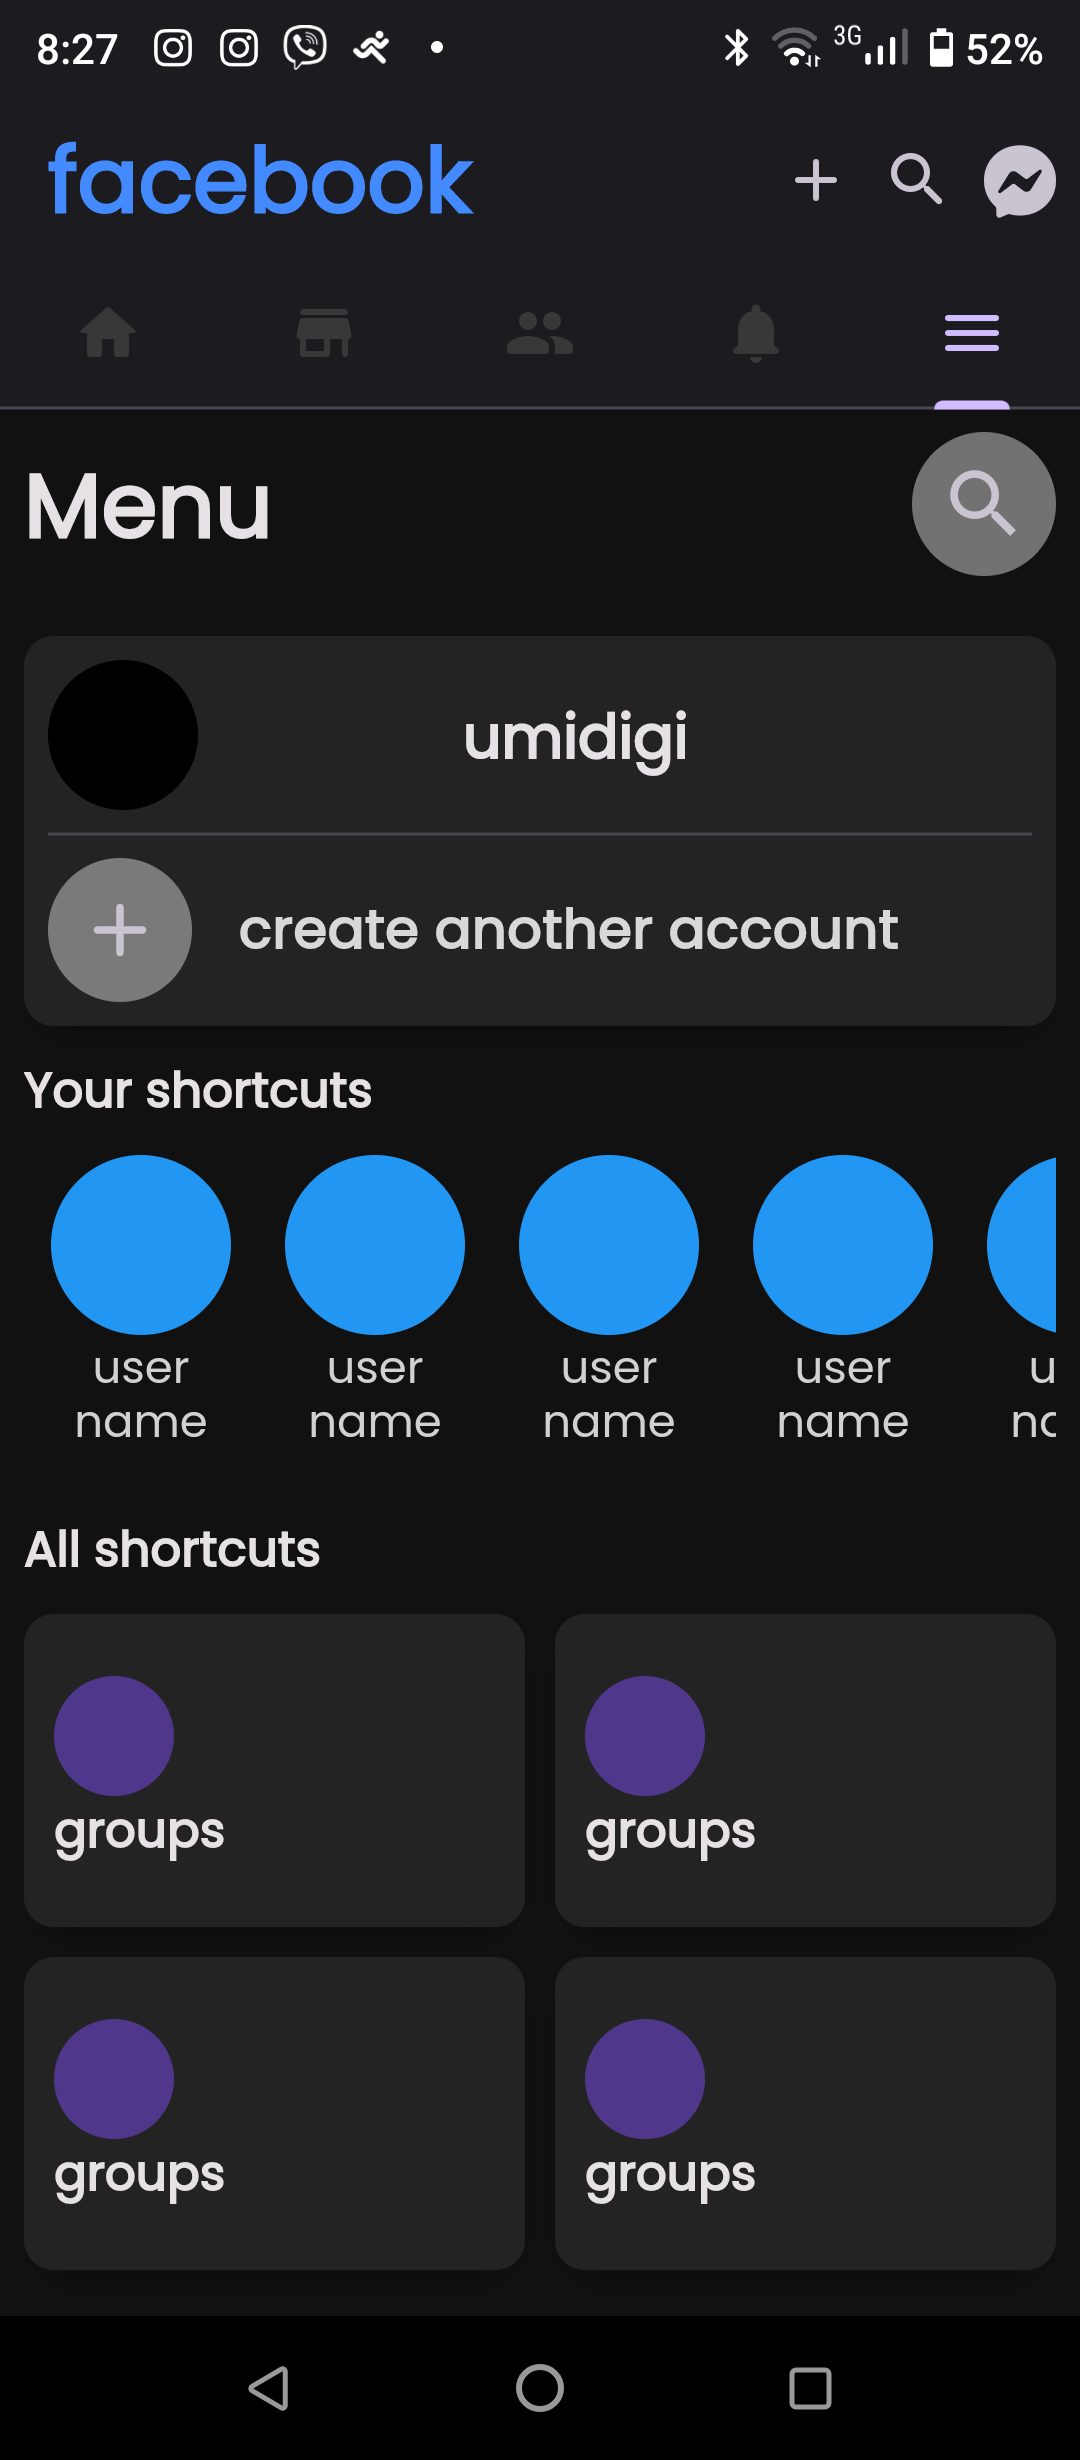 8:27 3G 52%
facebook
Menu
umidigi
create another account
Your shortcuts
user user user user u
name name name name na
All shortcuts
groups groups
groups groups